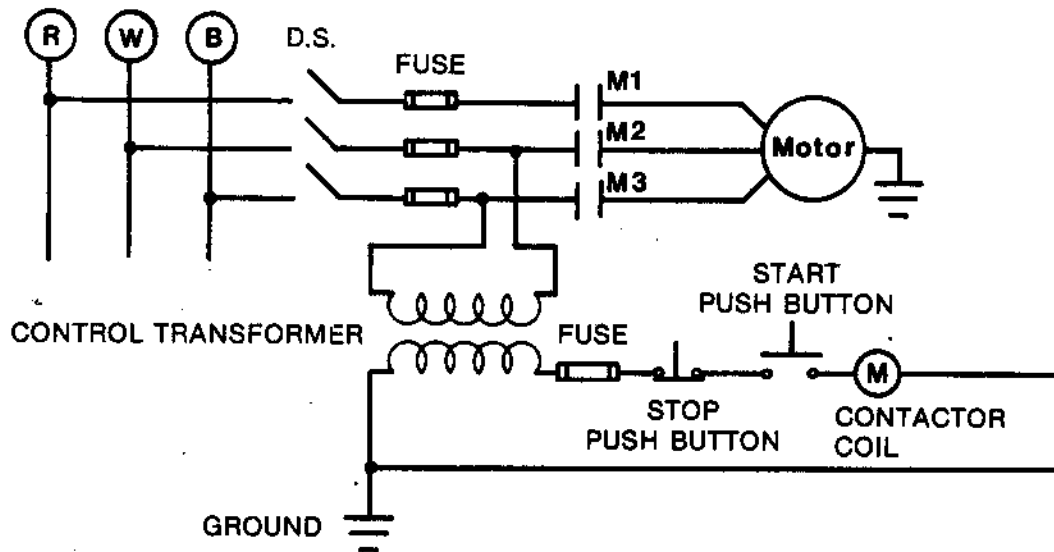 R W B
D.S.
FUSE
M1
M2
M3
Motor
CONTROL TRANSFORMER
FUSE
START
PUSH BUTTON
STOP
PUSH BUTTON
M
CONTACTOR
COIL
GROUND